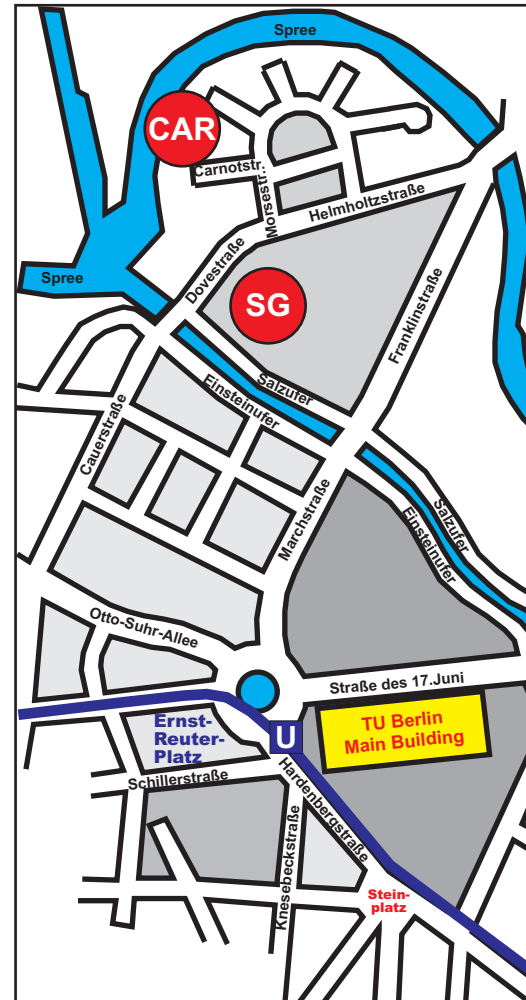 Spree
CAR
Carnotstr.
Morsestr..
Helmholtzstraße
Spree
Dovestraße
SG
Franklinstraße
Salzufer
Einsteinufer
Cauerstraße
Marchstraße
Salzufer
Einsteinufer
Otto-Suhr-Allee
Straße des 17.Juni
Ernst-
Reuter-
Platz
U
TU Berlin
Main Building
Schillerstraße
Hardenbergstraße
Knesebeckstraße
Stein-
platz